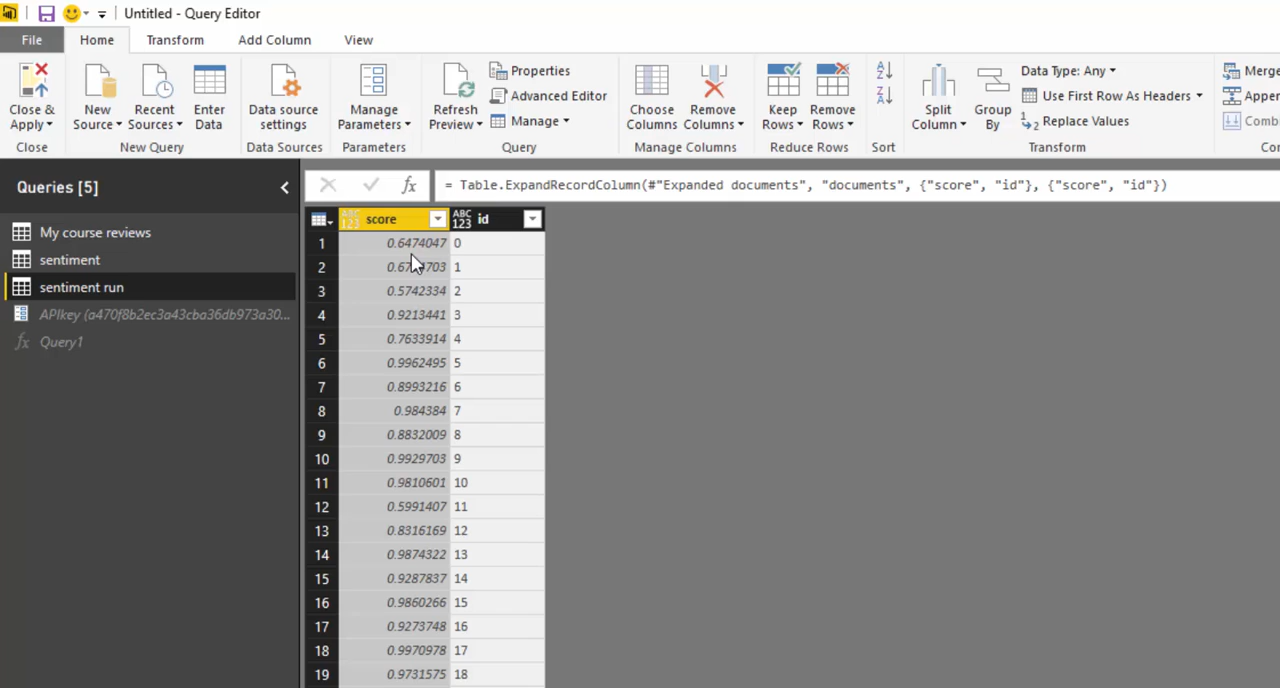 Untitled - Query Editor
File Home Transform Add Column View
Close & Apply
New Source
Recent Sources
Enter Data
Data source settings
Manage Parameters
Refresh Preview
Properties
Advanced Editor
Manage
Choose Columns
Remove Columns
Keep Rows
Remove Rows
Split Column
Group By
Data Type: Any
Use First Row As Headers
Replace Values
Merge
Appen
Comb
Close New Query Data Sources Parameters Query Manage Columns Reduce Rows Sort Transform Co
Queries [5]
My course reviews
sentiment
sentiment run
APIkey (a470f8b2ec3a43cba36db973a30...
fx Query1
fx = Table.ExpandRecordColumn(#"Expanded documents", "documents", {"score", "id"}, {"score", "id"})
ABC 123 score ABC 123 id
1 0.6474047 0
2 703 1
3 0.5742334 2
4 0.9213441 3
5 0.7633914 4
6 0.9962495 5
7 0.8993216 6
8 0.984384 7
9 0.8832009 8
10 0.9929703 9
11 0.9810601 10
12 0.5991407 11
13 0.8316169 12
14 0.9874322 13
15 0.9287837 14
16 0.9860266 15
17 0.9273748 16
18 0.9970978 17
19 0.9731575 18